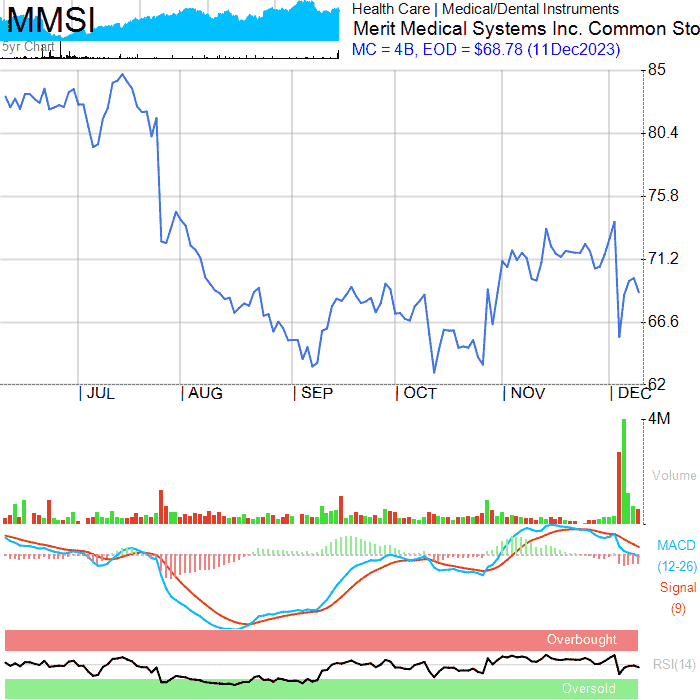 MMSI
5yr Chart
Health Care | Medical/Dental Instruments
Merit Medical Systems Inc. Common Sto
MC = 4B, EOD = $68.78 (11Dec2023)
85
80.4
75.8
71.2
66.6
62
| JUL
| AUG
| SEP
| OCT
| NOV
| DEC
4M
Volume
MACD
(12-26)
Signal
(9)
Overbought
RSI(14)
Oversold